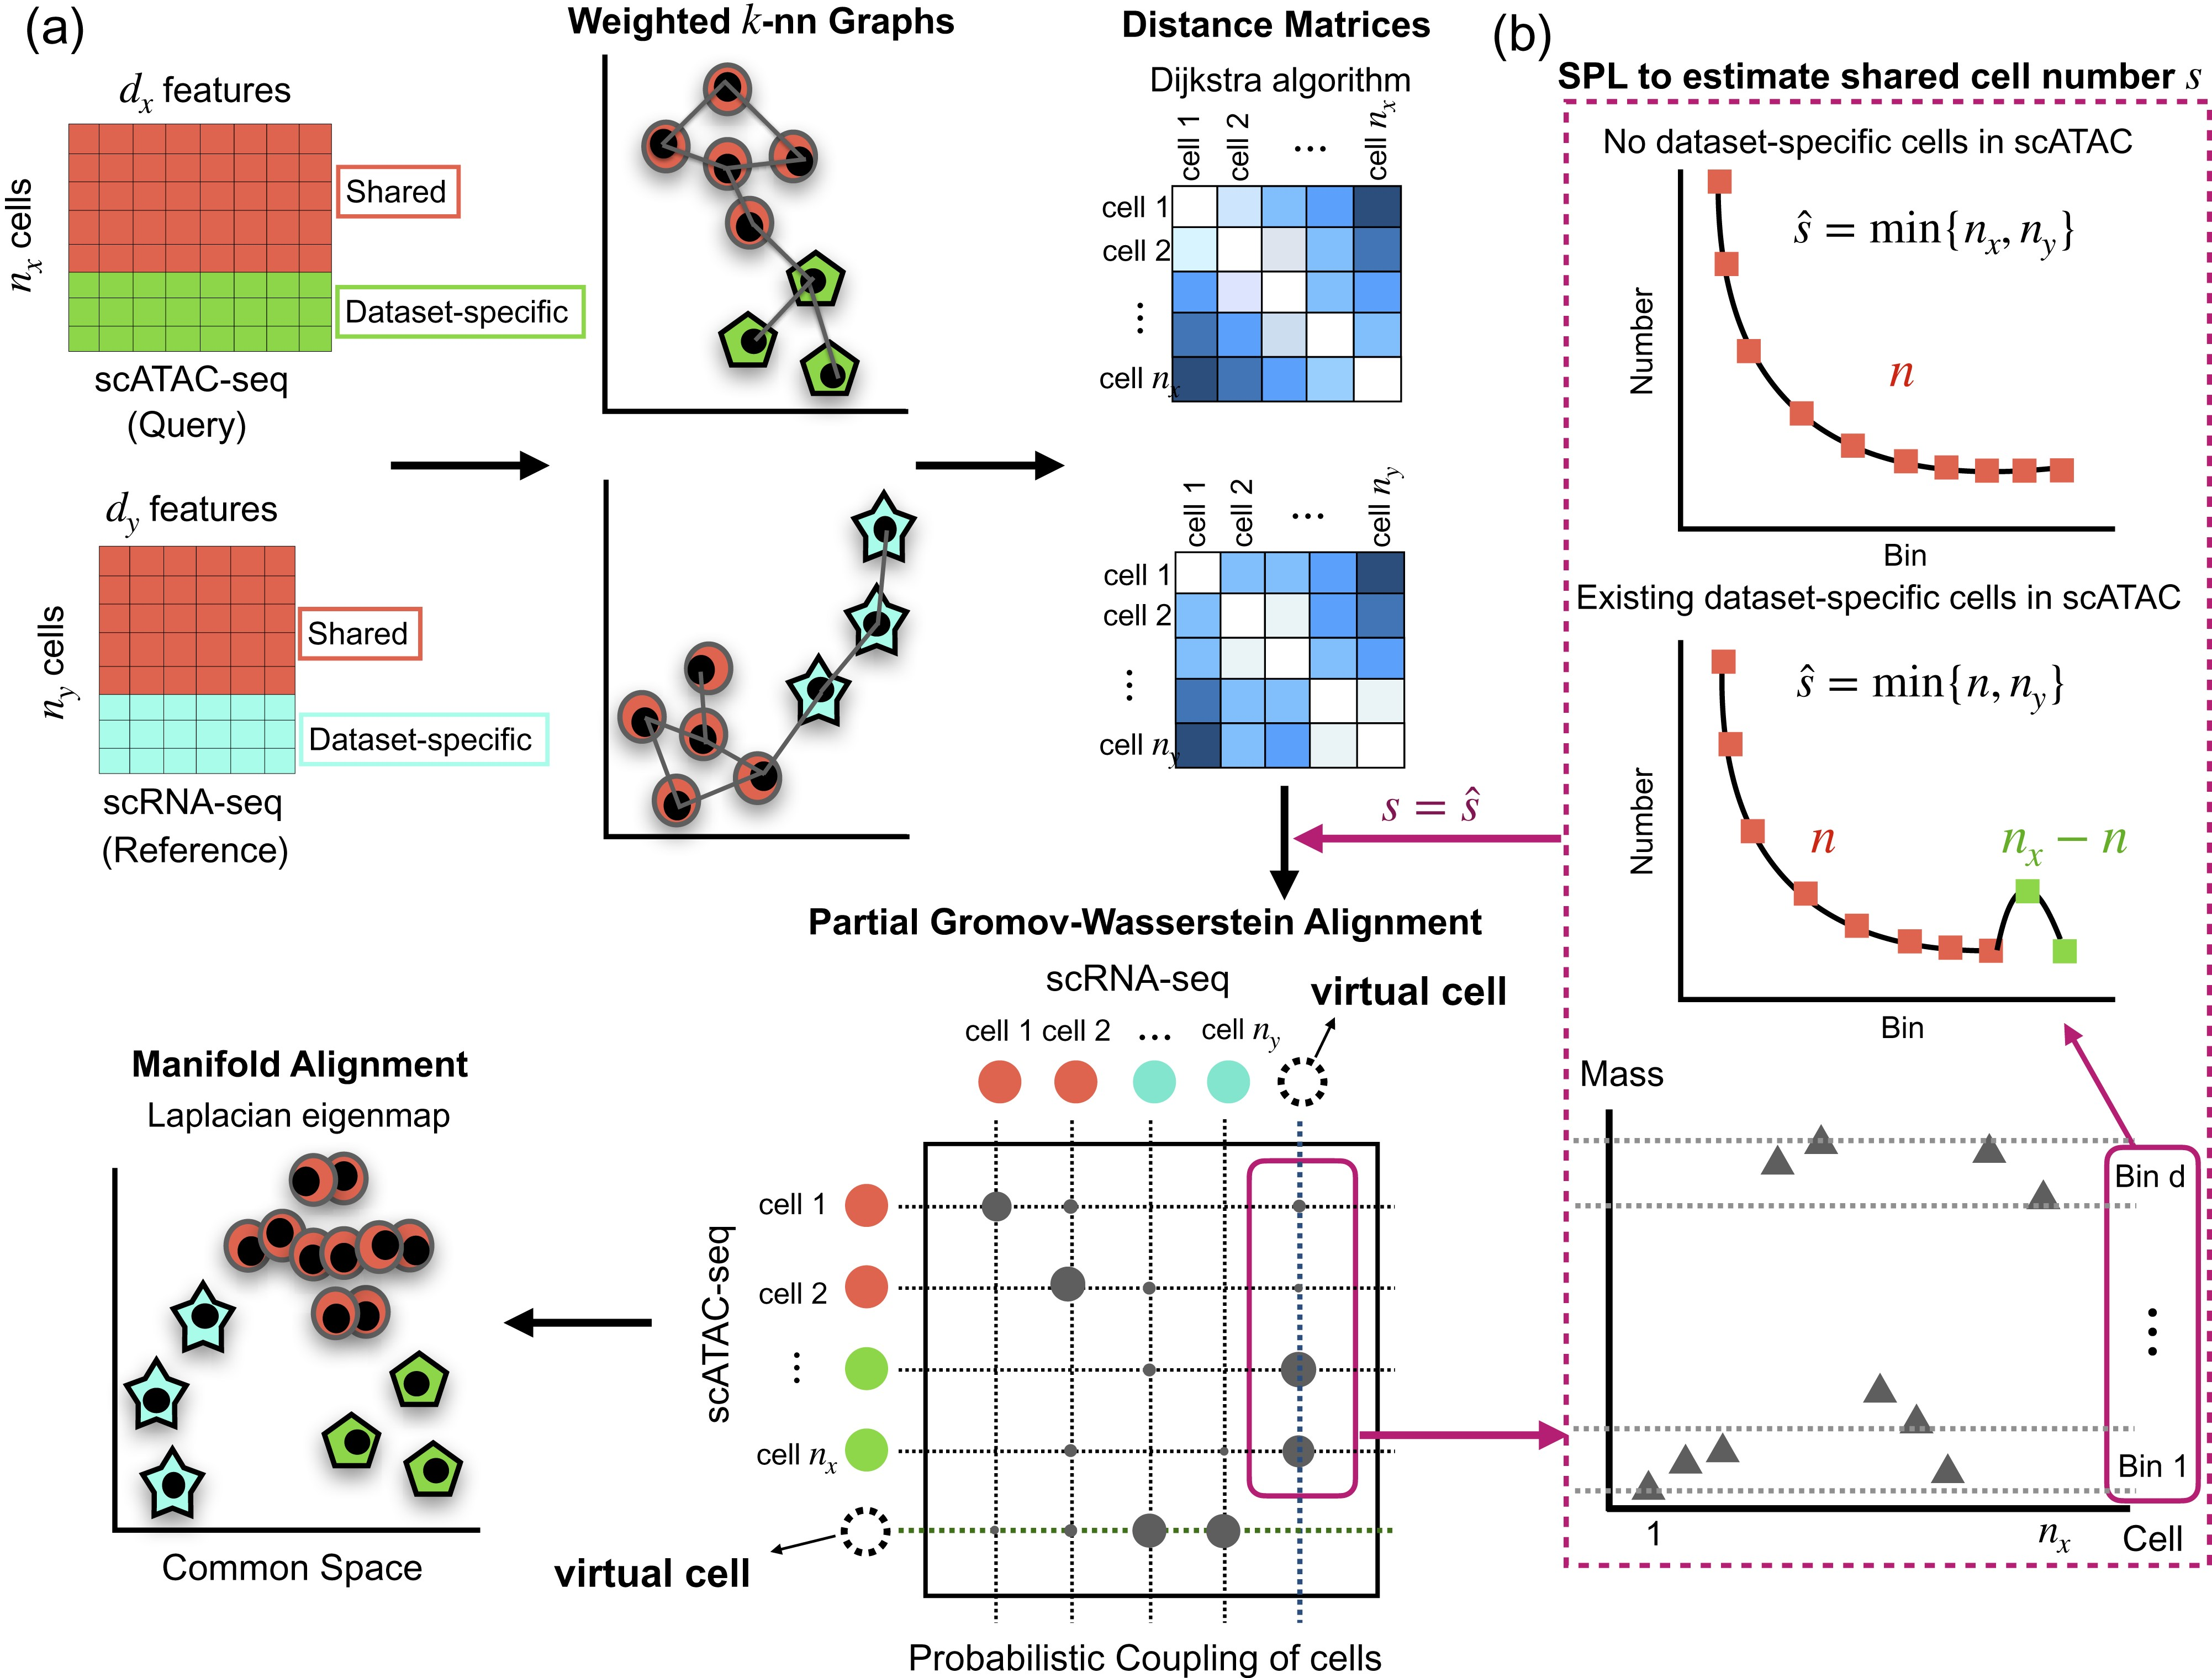 (a)
Weighted k-nn Graphs
Distance Matrices
Dijkstra algorithm
d_x features
n_x cells
Shared
Dataset-specific
scATAC-seq
(Query)
cell 1
cell 2
...
cell n_x
cell 1
cell 2
⋮
cell n_x
d_y features
n_y cells
Shared
Dataset-specific
scRNA-seq
(Reference)
cell 1
cell 2
...
cell n_y
cell 1
cell 2
⋮
cell n_y
s = ŝ
Partial Gromov-Wasserstein Alignment
scRNA-seq
virtual cell
cell 1 cell 2 ... cell n_y
scATAC-seq
cell 1
cell 2
⋮
cell n_x
virtual cell
Probabilistic Coupling of cells
Manifold Alignment
Laplacian eigenmap
Common Space
(b)
SPL to estimate shared cell number s
No dataset-specific cells in scATAC
ŝ = min{n_x, n_y}
n
Number
Bin
Existing dataset-specific cells in scATAC
ŝ = min{n, n_y}
n
n_x − n
Number
Bin
Mass
Bin d
⋮
Bin 1
1
n_x
Cell